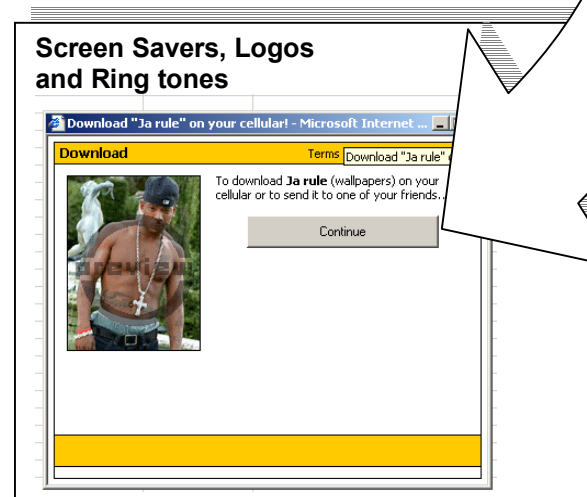 Screen Savers, Logos
and Ring tones
Download "Ja rule" on your cellular! - Microsoft Internet ...
Download
Terms
Download "Ja rule"
To download Ja rule (wallpapers) on your
cellular or to send it to one of your friends..
Continue
preview